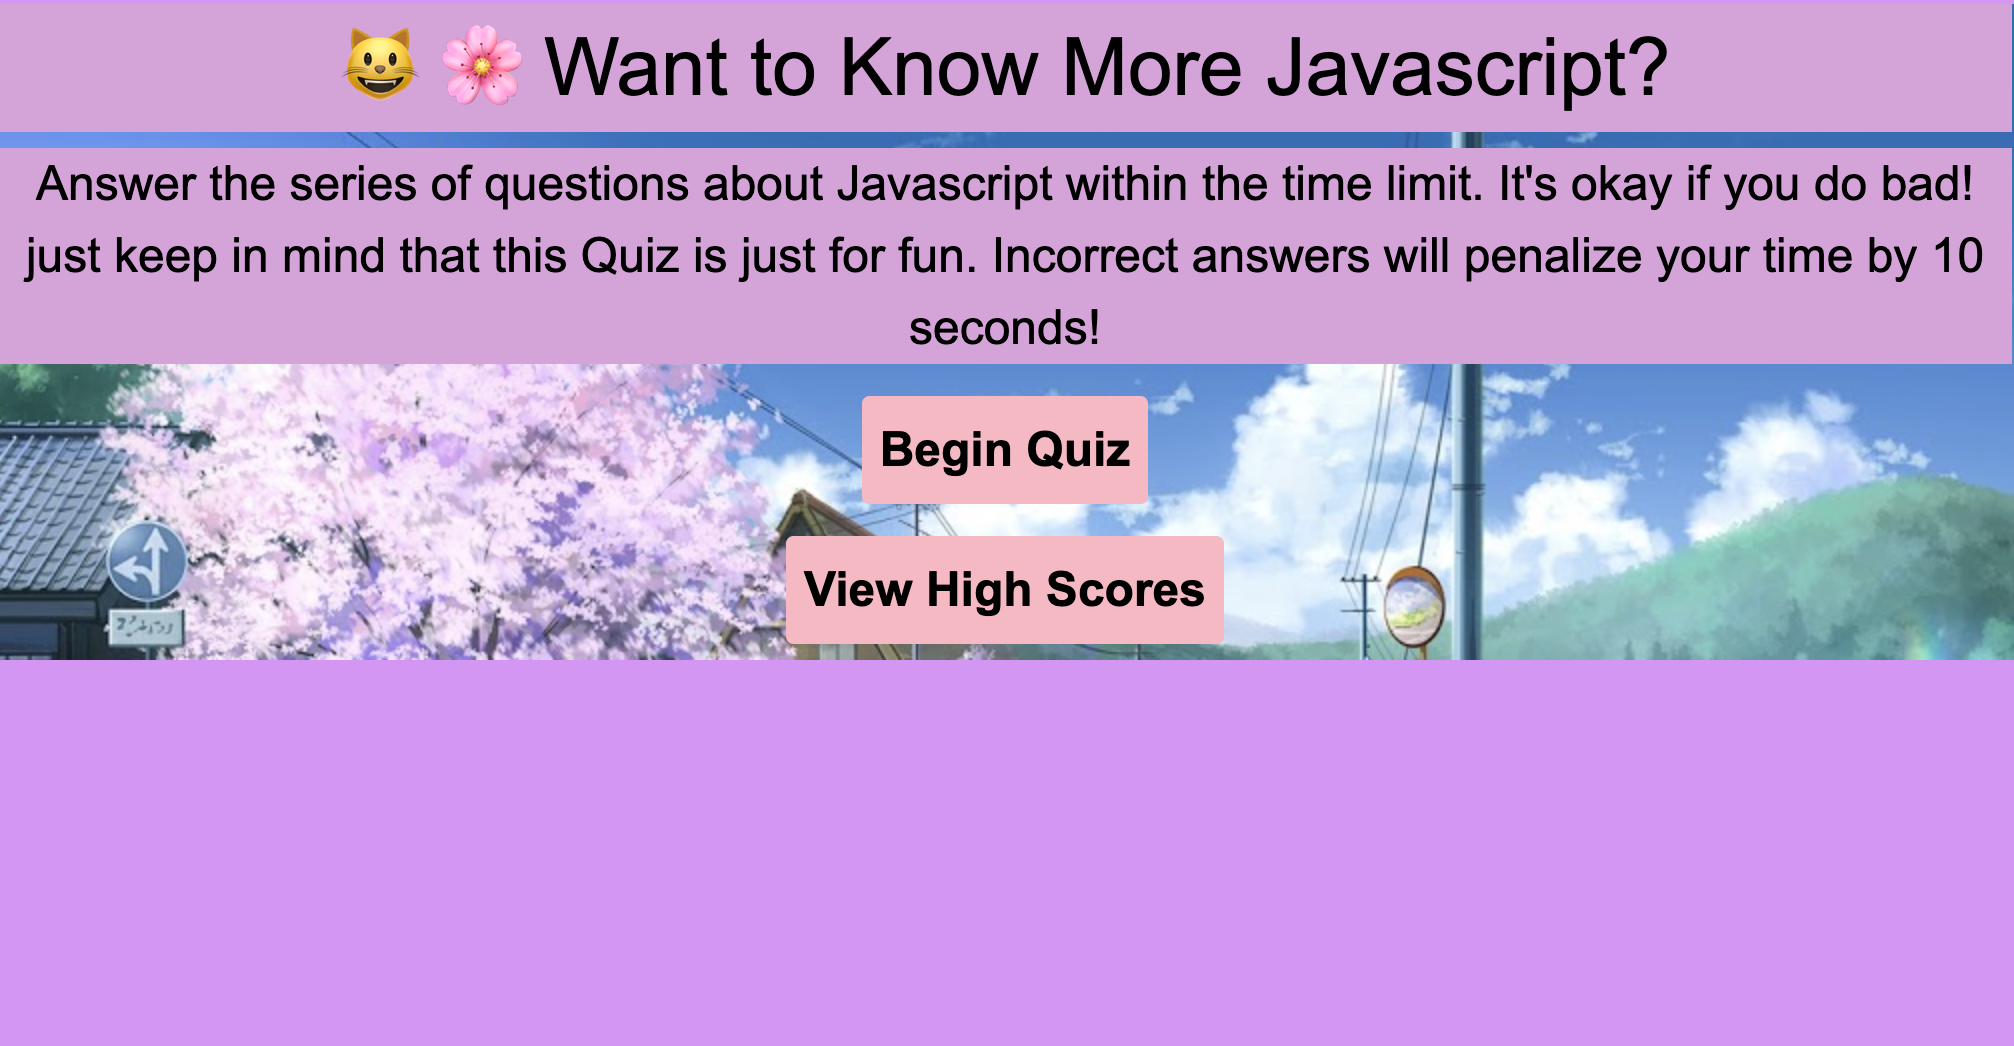 😺 🌸 Want to Know More Javascript?
Answer the series of questions about Javascript within the time limit. It's okay if you do bad!
just keep in mind that this Quiz is just for fun. Incorrect answers will penalize your time by 10
seconds!
Begin Quiz
View High Scores